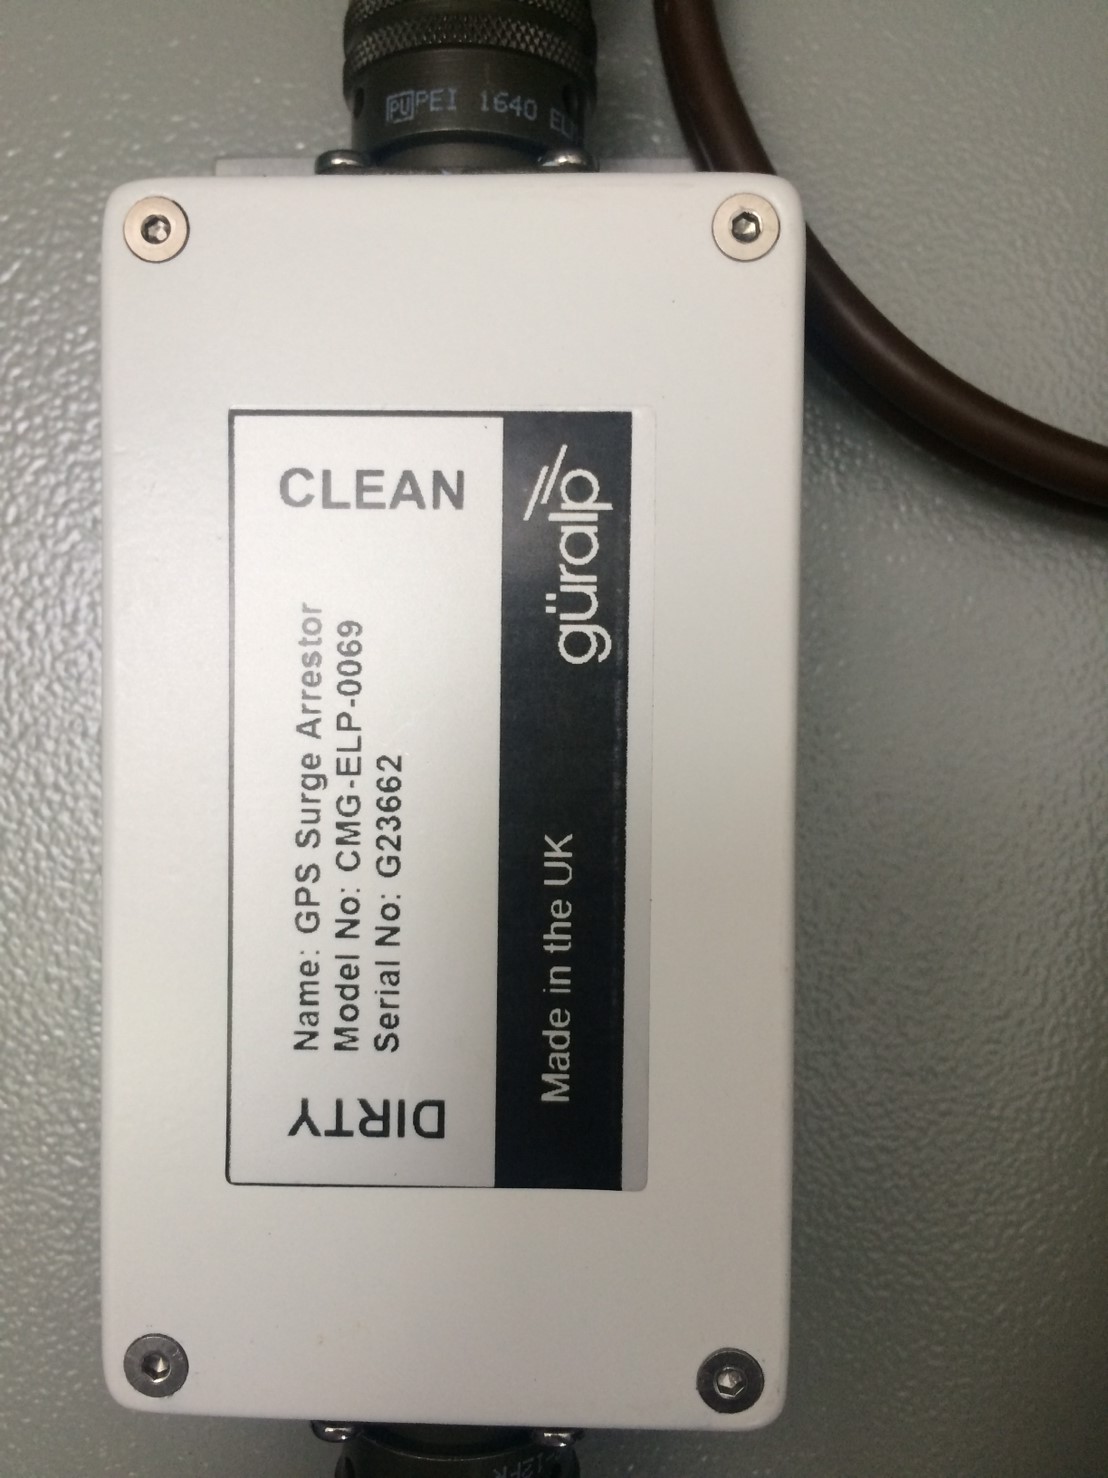 PU PEI 1640
CLEAN
güralp
Name: GPS Surge Arrestor
Model No: CMG-ELP-0069
Serial No: G23662
Made in the UK
DIRTY